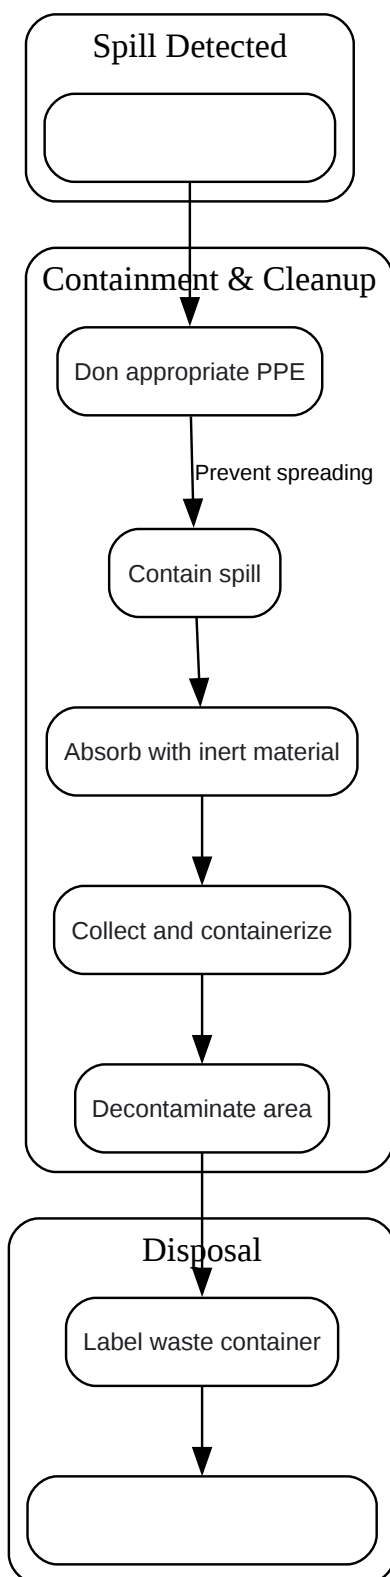 Spill Detected
Containment & Cleanup
Don appropriate PPE
Prevent spreading
Contain spill
Absorb with inert material
Collect and containerize
Decontaminate area
Disposal
Label waste container